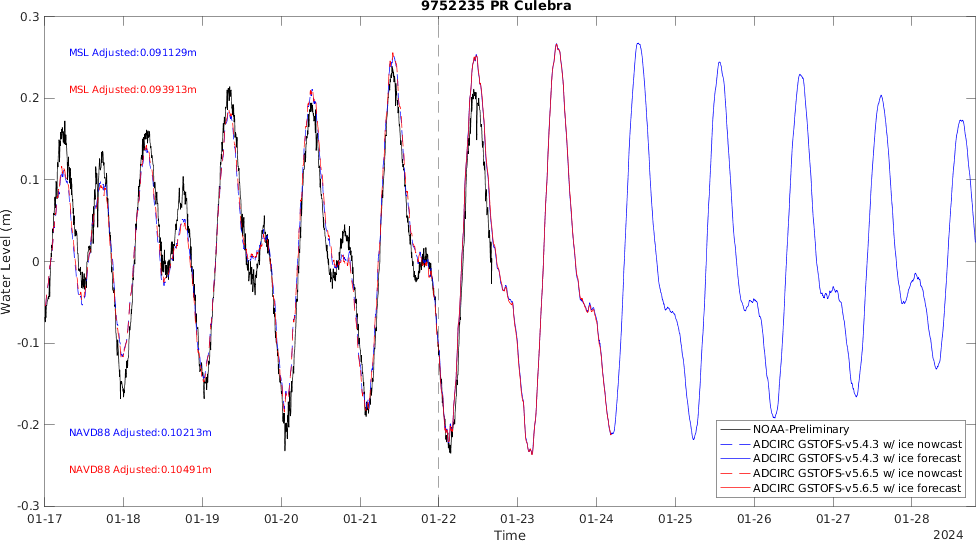 9752235 PR Culebra
0.3
0.2
0.1
0
-0.1
-0.2
-0.3
Water Level (m)
MSL Adjusted:0.091129m
MSL Adjusted:0.093913m
NAVD88 Adjusted:0.10213m
NAVD88 Adjusted:0.10491m
NOAA-Preliminary
ADCIRC GSTOFS-v5.4.3 w/ ice nowcast
ADCIRC GSTOFS-v5.4.3 w/ ice forecast
ADCIRC GSTOFS-v5.6.5 w/ ice nowcast
ADCIRC GSTOFS-v5.6.5 w/ ice forecast
01-17 01-18 01-19 01-20 01-21 01-22 01-23 01-24 01-25 01-26 01-27 01-28
Time
2024